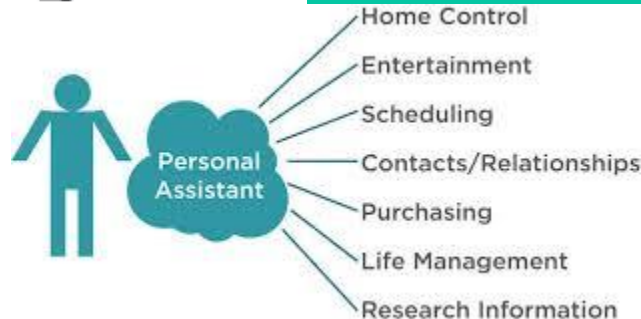 Home Control
Entertainment
Scheduling
Personal
Assistant
Contacts/Relationships
Purchasing
Life Management
Research Information